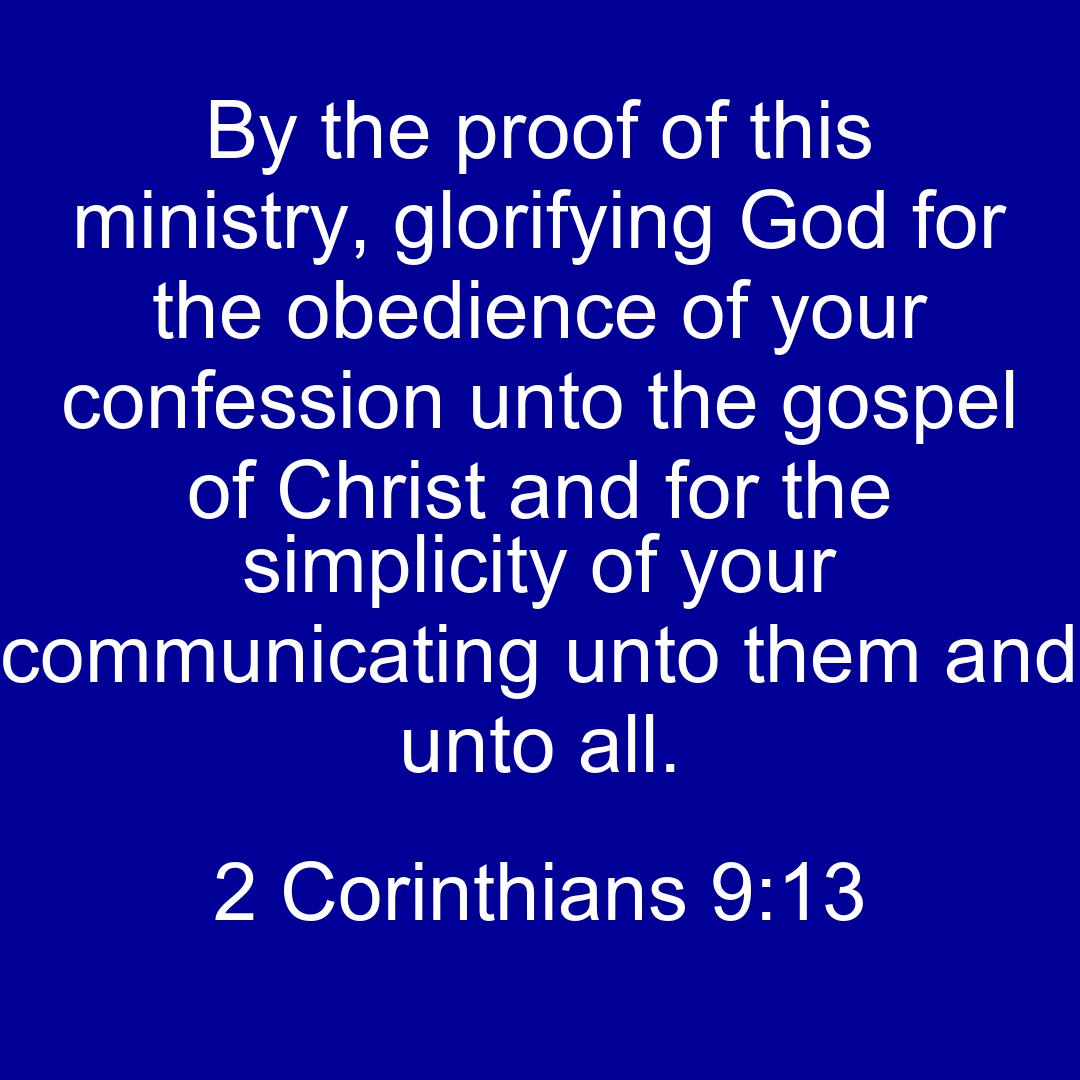 By the proof of this
ministry, glorifying God for
the obedience of your
confession unto the gospel
of Christ and for the
simplicity of your
communicating unto them and
unto all.
2 Corinthians 9:13